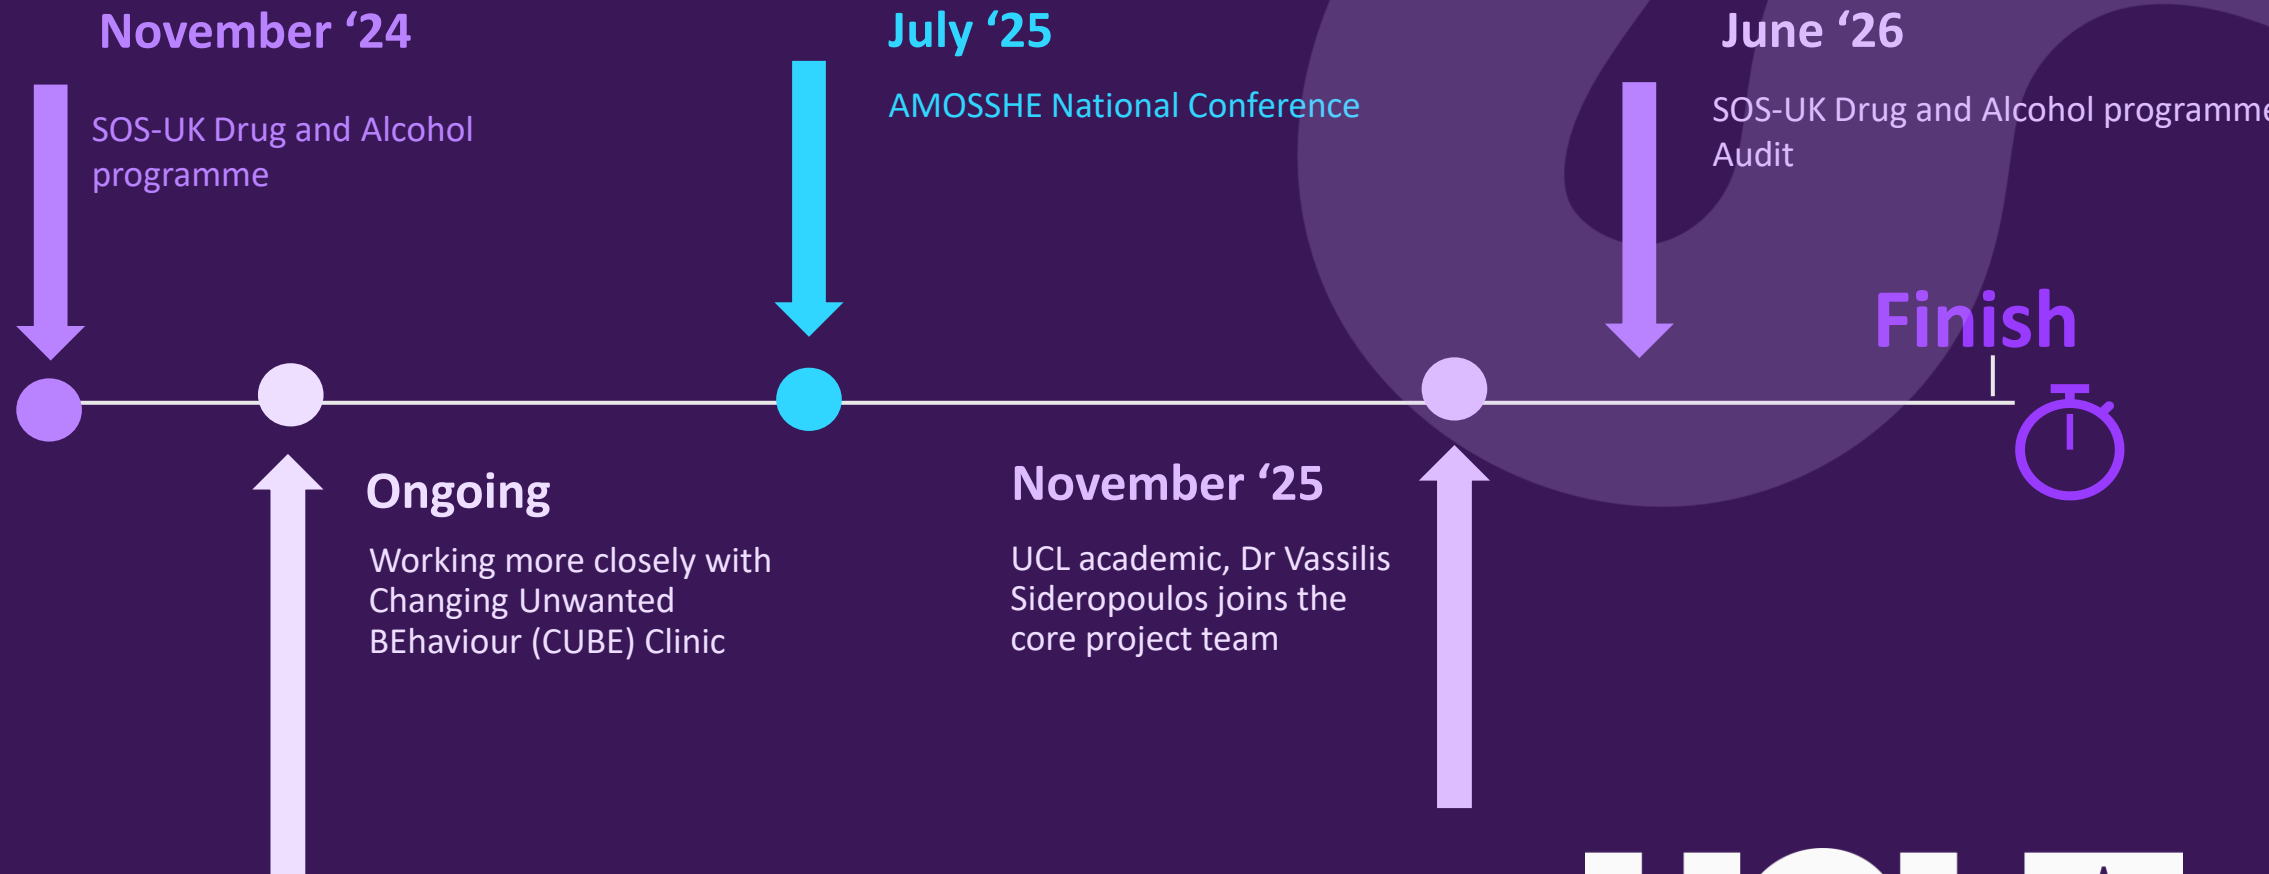 November ‘24
SOS-UK Drug and Alcohol
programme
July ‘25
AMOSSHE National Conference
June ‘26
SOS-UK Drug and Alcohol programme
Audit
Finish
Ongoing
Working more closely with
Changing Unwanted
BEhaviour (CUBE) Clinic
November ‘25
UCL academic, Dr Vassilis
Sideropoulos joins the
core project team